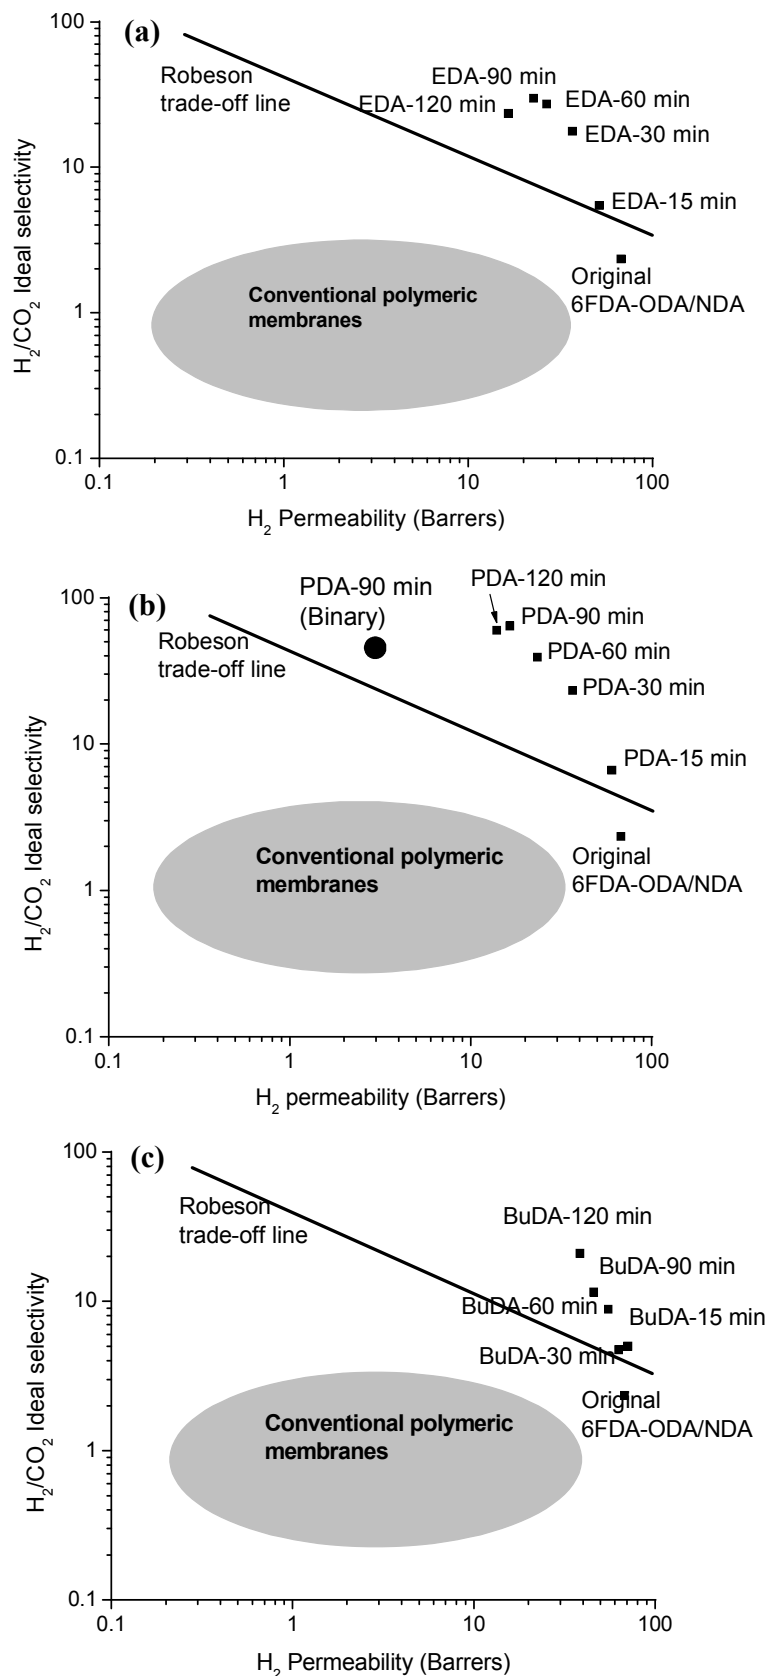 (a)
100
10
1
0.1
H₂/CO₂ Ideal selectivity
Robeson
trade-off line
EDA-90 min
EDA-120 min
EDA-60 min
EDA-30 min
EDA-15 min
Original
6FDA-ODA/NDA
Conventional polymeric
membranes
0.1 1 10 100
H₂ Permeability (Barrers)
(b)
100
10
1
0.1
H₂/CO₂ Ideal selectivity
Robeson
trade-off line
PDA-90 min
(Binary)
PDA-120 min
PDA-90 min
PDA-60 min
PDA-30 min
PDA-15 min
Original
6FDA-ODA/NDA
Conventional polymeric
membranes
0.1 1 10 100
H₂ permeability (Barrers)
(c)
100
10
1
0.1
H₂/CO₂ Ideal selectivity
Robeson
trade-off line
BuDA-120 min
BuDA-90 min
BuDA-60 min
BuDA-15 min
BuDA-30 min
Original
6FDA-ODA/NDA
Conventional polymeric
membranes
0.1 1 10 100
H₂ Permeability (Barrers)